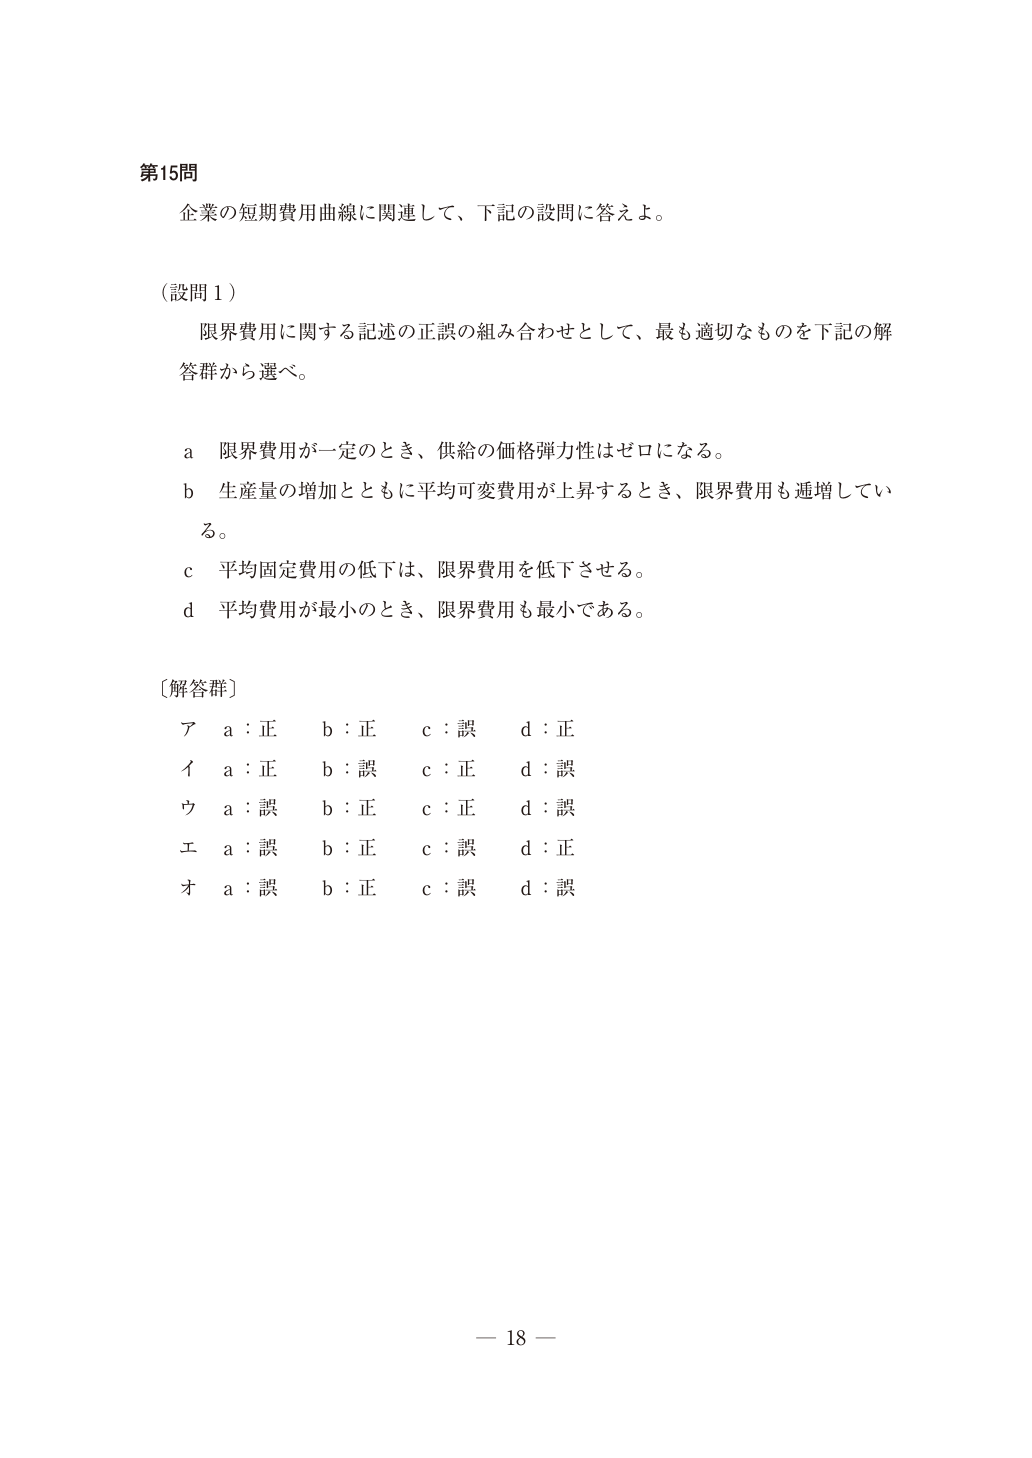 第15問
企業の短期費用曲線に関連して、下記の設問に答えよ。
（設問１）
限界費用に関する記述の正誤の組み合わせとして、最も適切なものを下記の解
答群から選べ。
a　限界費用が一定のとき、供給の価格弾力性はゼロになる。
b　生産量の増加とともに平均可変費用が上昇するとき、限界費用も逓増してい
る。
c　平均固定費用の低下は、限界費用を低下させる。
d　平均費用が最小のとき、限界費用も最小である。
〔解答群〕
ア　a：正　b：正　c：誤　d：正
イ　a：正　b：誤　c：正　d：誤
ウ　a：誤　b：正　c：正　d：誤
エ　a：誤　b：正　c：誤　d：正
オ　a：誤　b：正　c：誤　d：誤
— 18 —